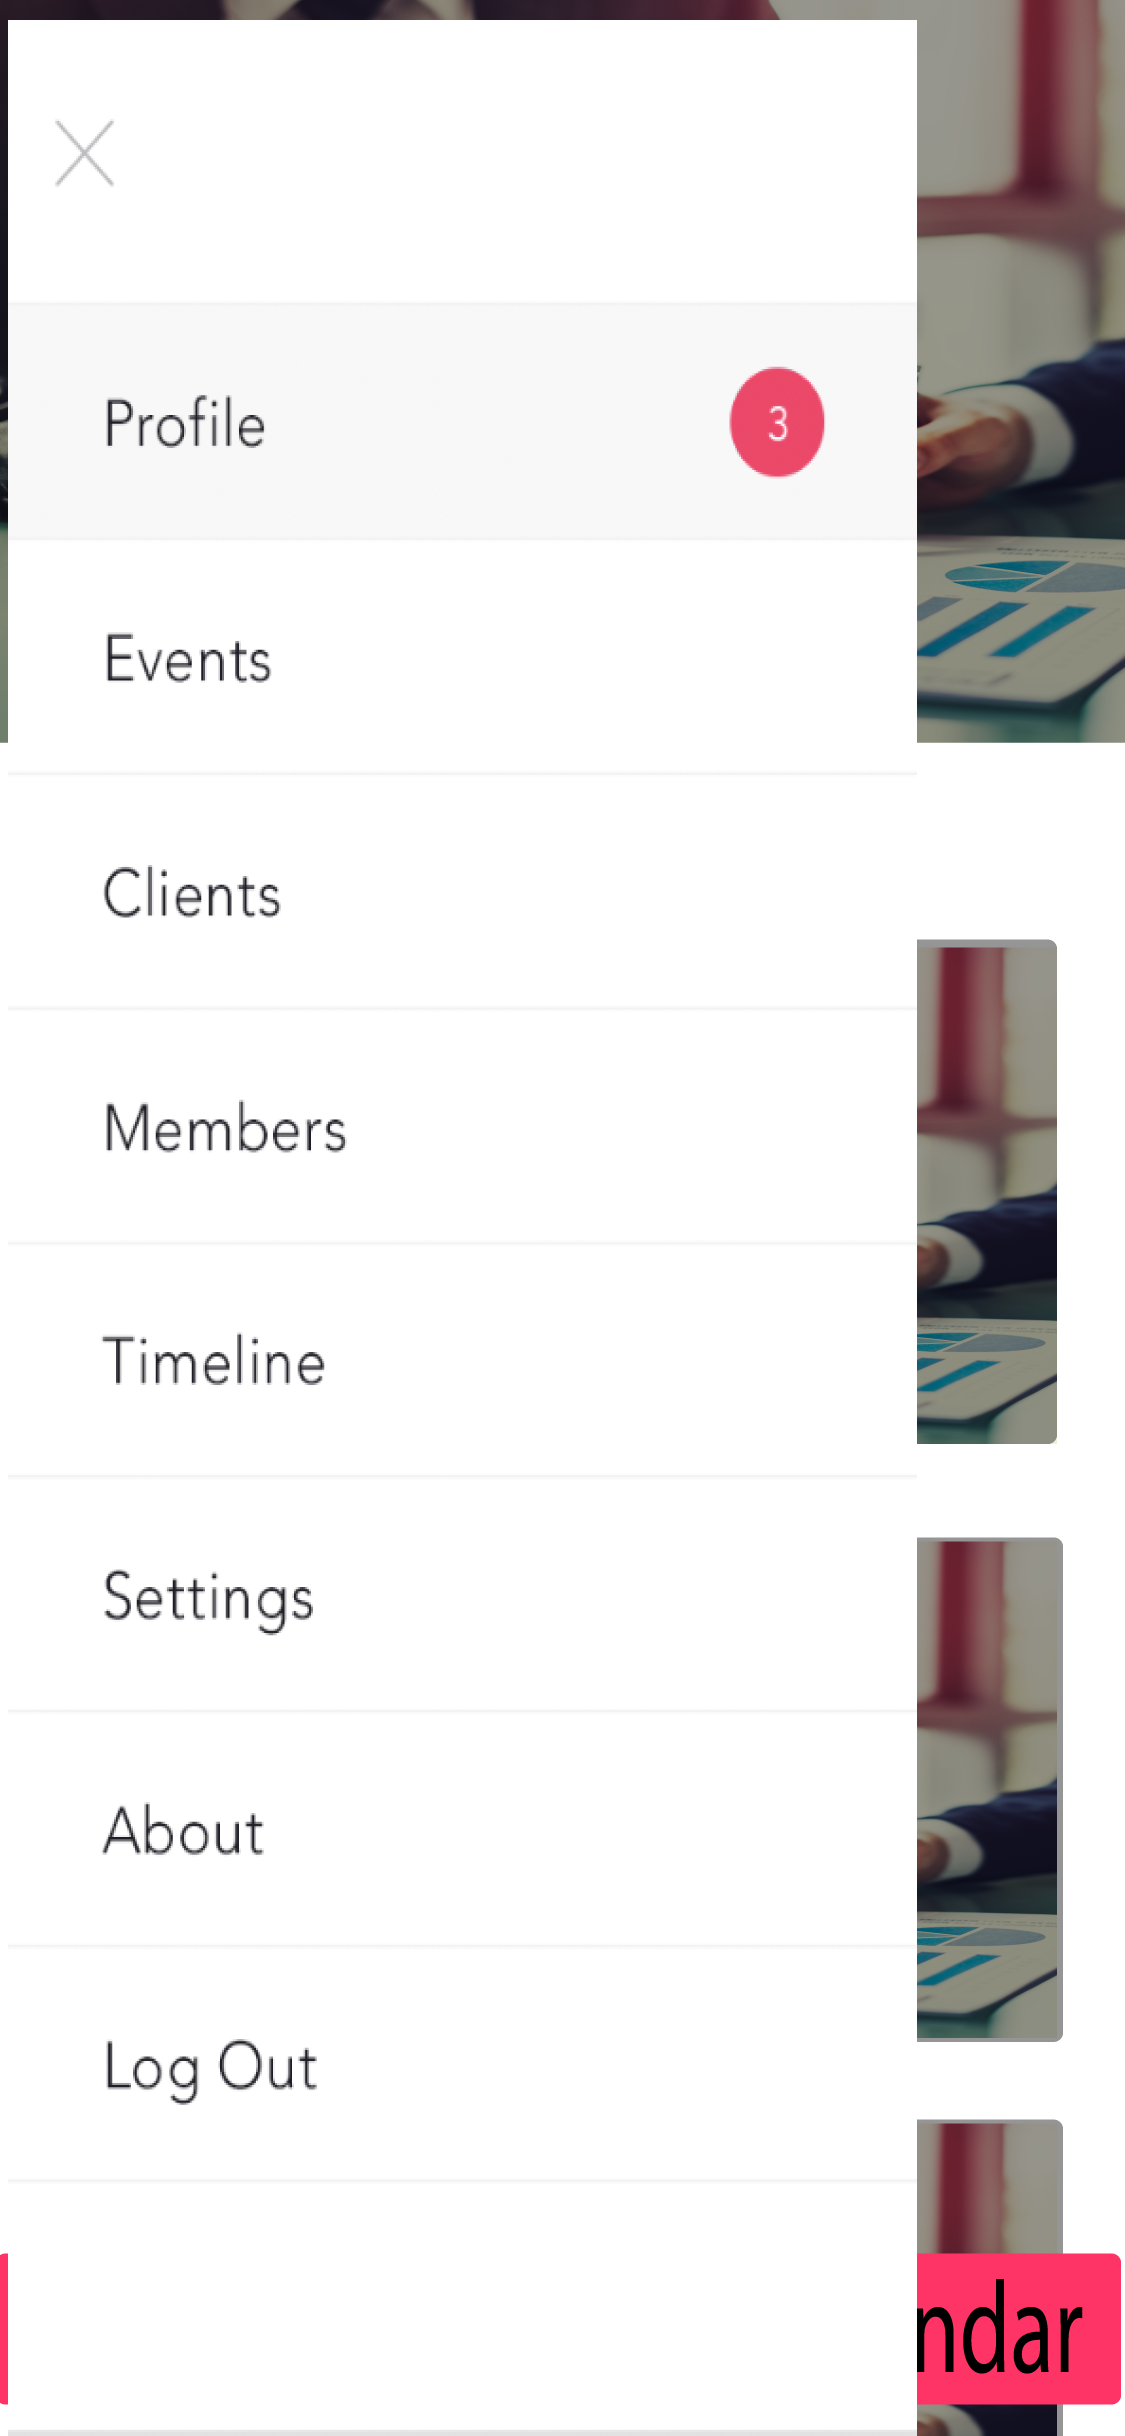 Profile
3
Events
Clients
Members
Timeline
Settings
About
Log Out
ndar